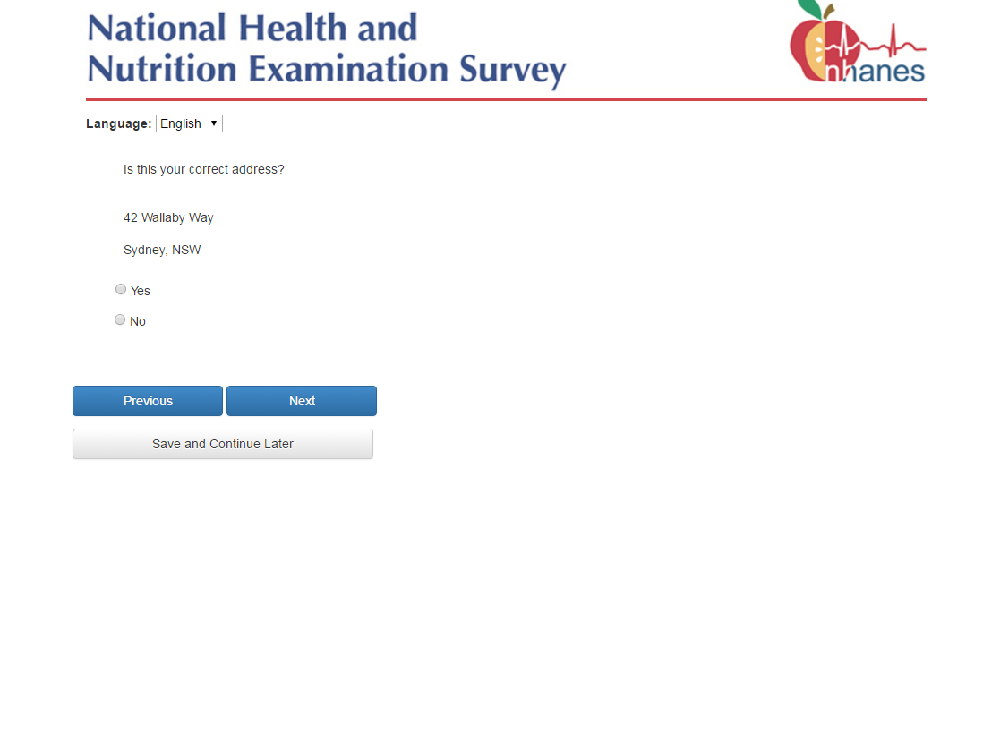 National Health and
Nutrition Examination Survey
nhanes
Language: English
Is this your correct address?
42 Wallaby Way
Sydney, NSW
Yes
No
Previous Next
Save and Continue Later